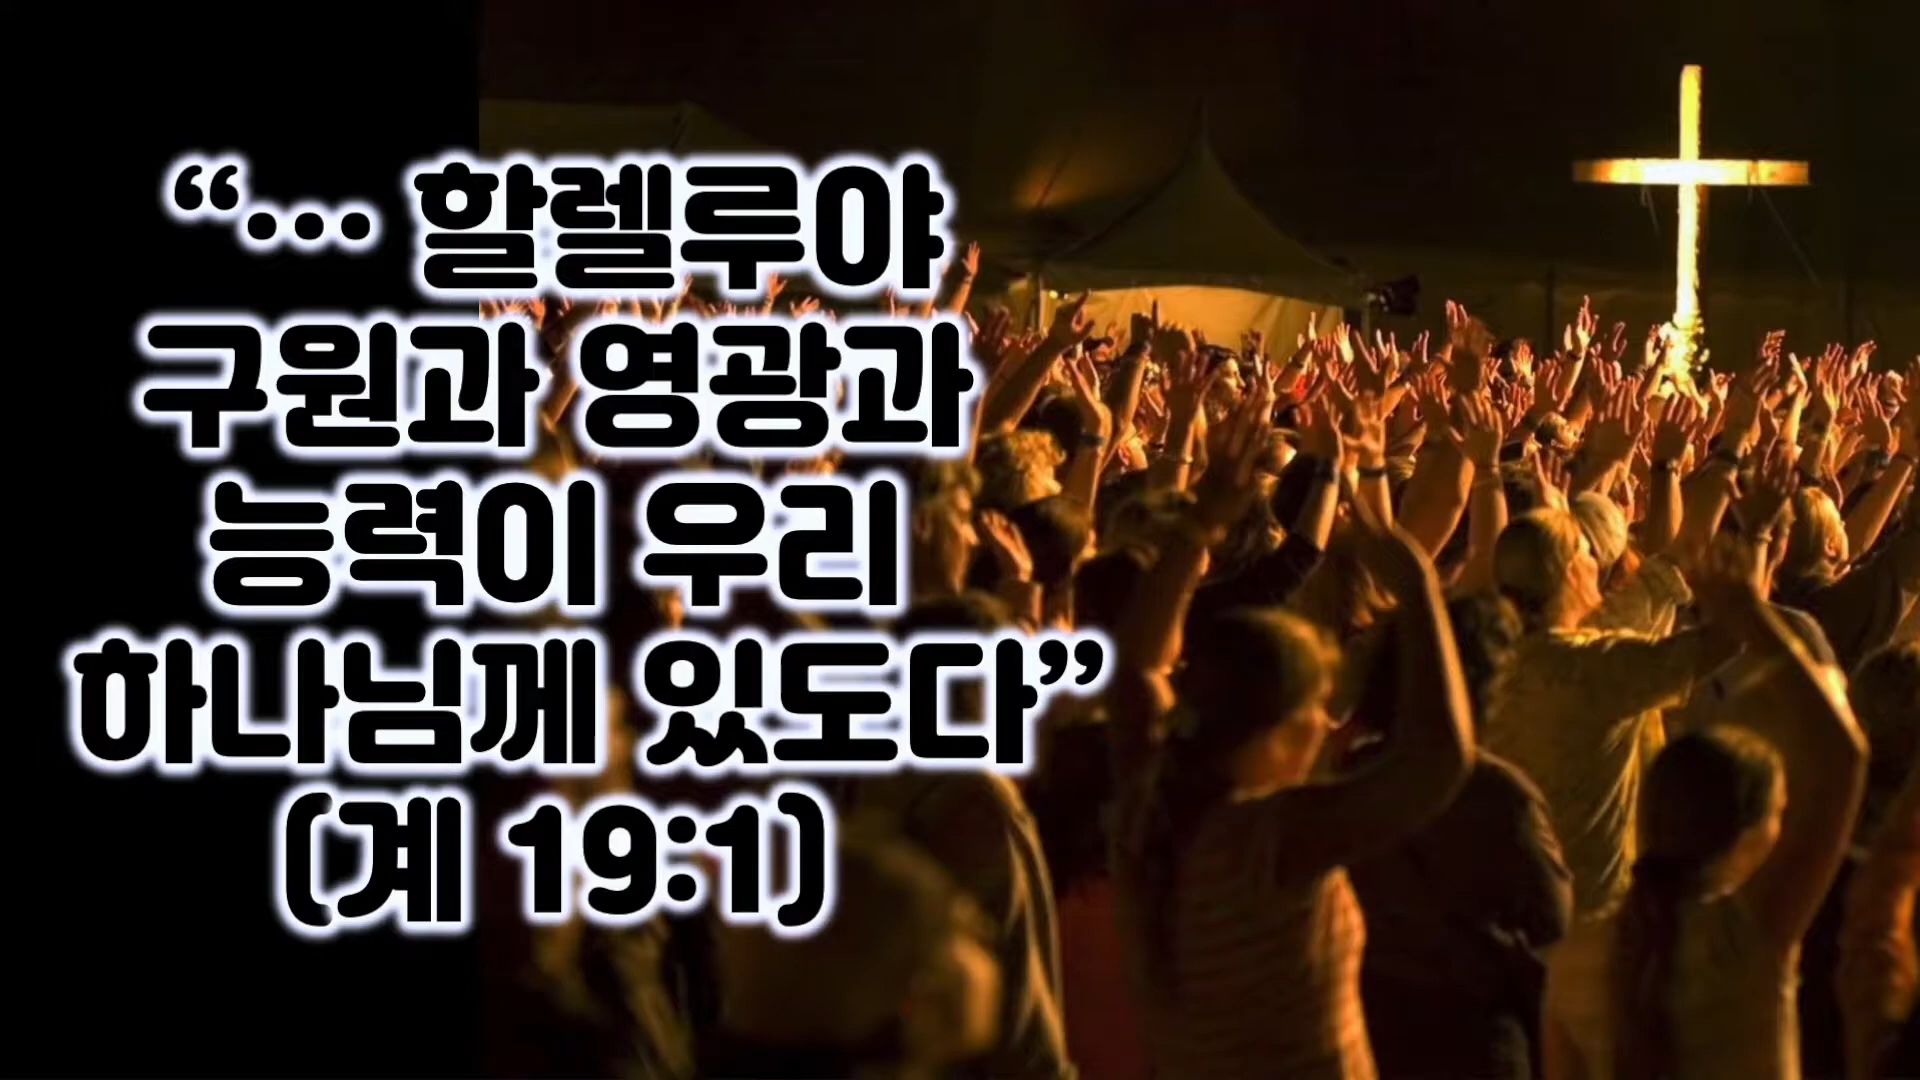 “… 할렐루야
구원과 영광과
능력이 우리
하나님께 있도다”
(계 19:1)